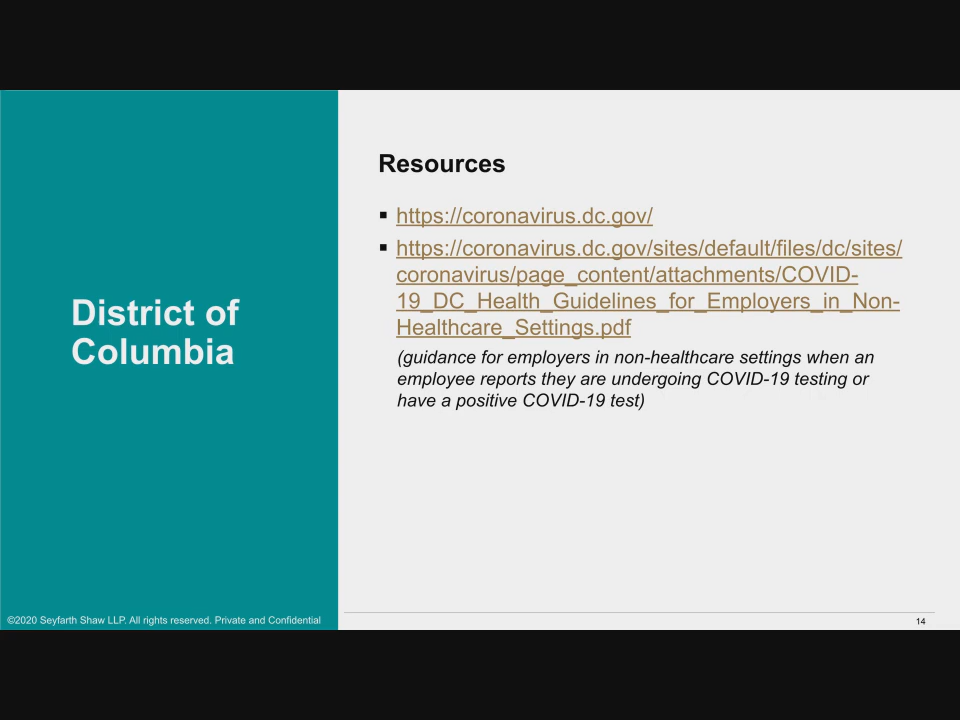 District of
Columbia
Resources
▪ https://coronavirus.dc.gov/
▪ https://coronavirus.dc.gov/sites/default/files/dc/sites/
coronavirus/page_content/attachments/COVID-
19_DC_Health_Guidelines_for_Employers_in_Non-
Healthcare_Settings.pdf
(guidance for employers in non-healthcare settings when an
employee reports they are undergoing COVID-19 testing or
have a positive COVID-19 test)
©2020 Seyfarth Shaw LLP. All rights reserved. Private and Confidential
14